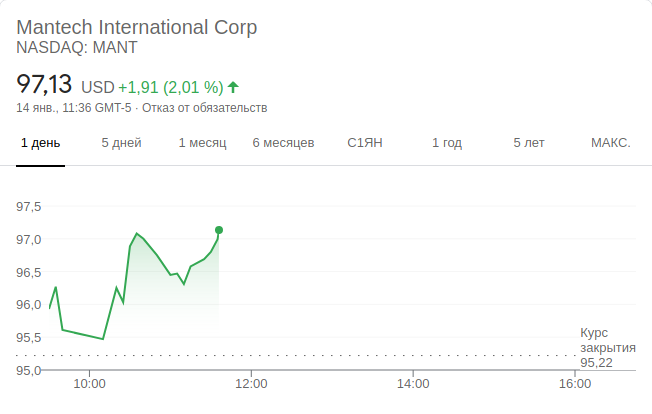 Mantech International Corp
NASDAQ: MANT
97,13 USD +1,91 (2,01 %)
14 янв., 11:36 GMT-5 · Отказ от обязательств
1 день 5 дней 1 месяц 6 месяцев С1ЯН 1 год 5 лет МАКС.
97,5
97,0
96,5
96,0
95,5
95,0
Курс
закрытия
95,22
10:00 12:00 14:00 16:00